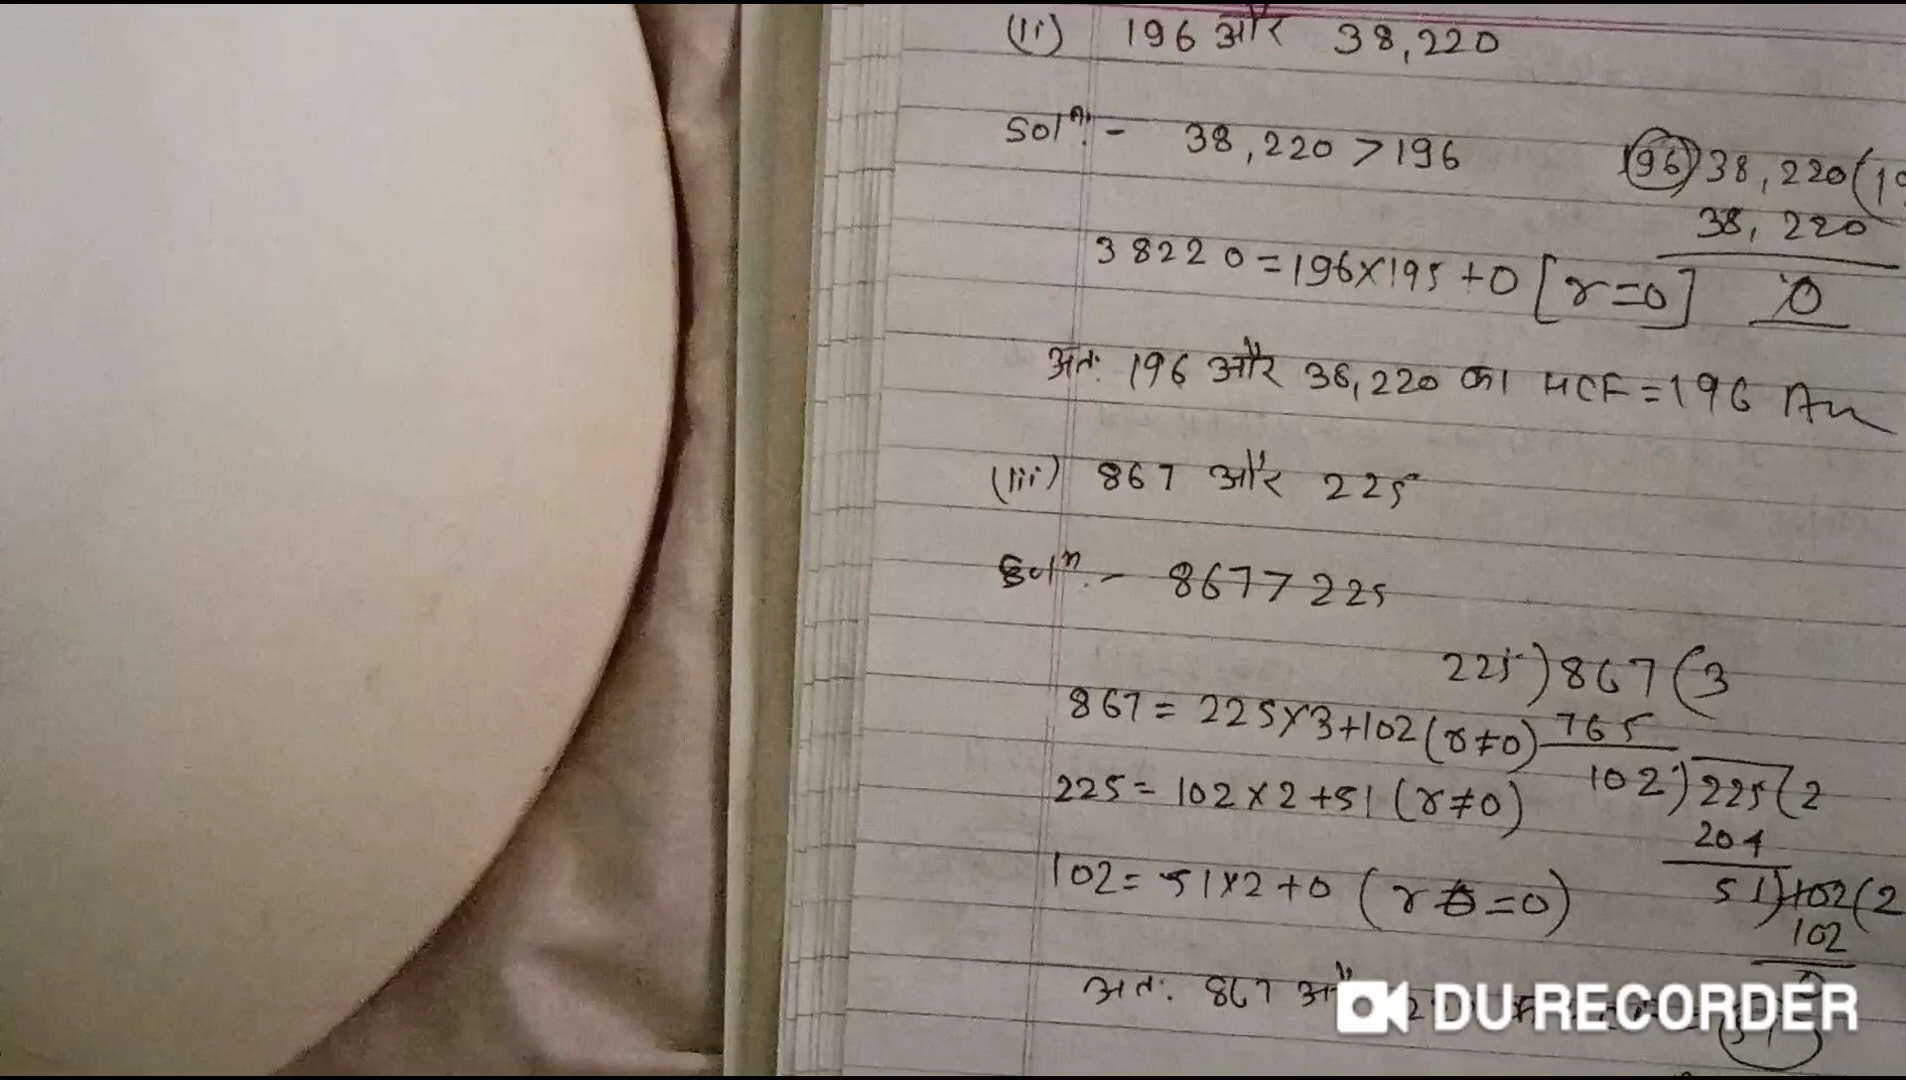 (ii) 196 और 38,220
Solⁿ:- 38,220 > 196
196)38,220(19
38,220
0
38220 = 196×195 + 0 [r=0]
अतः 196 और 38,220 का HCF = 196 An
(iii) 867 और 225
Solⁿ.- 867 > 225
225)867(3
867 = 225×3+102 (r≠0) 765
225 = 102×2+51 (r≠0) 102)225(2
204
102 = 51×2+0 (r=0) 51)102(2
102
0
अतः 867 औ
DU RECORDER